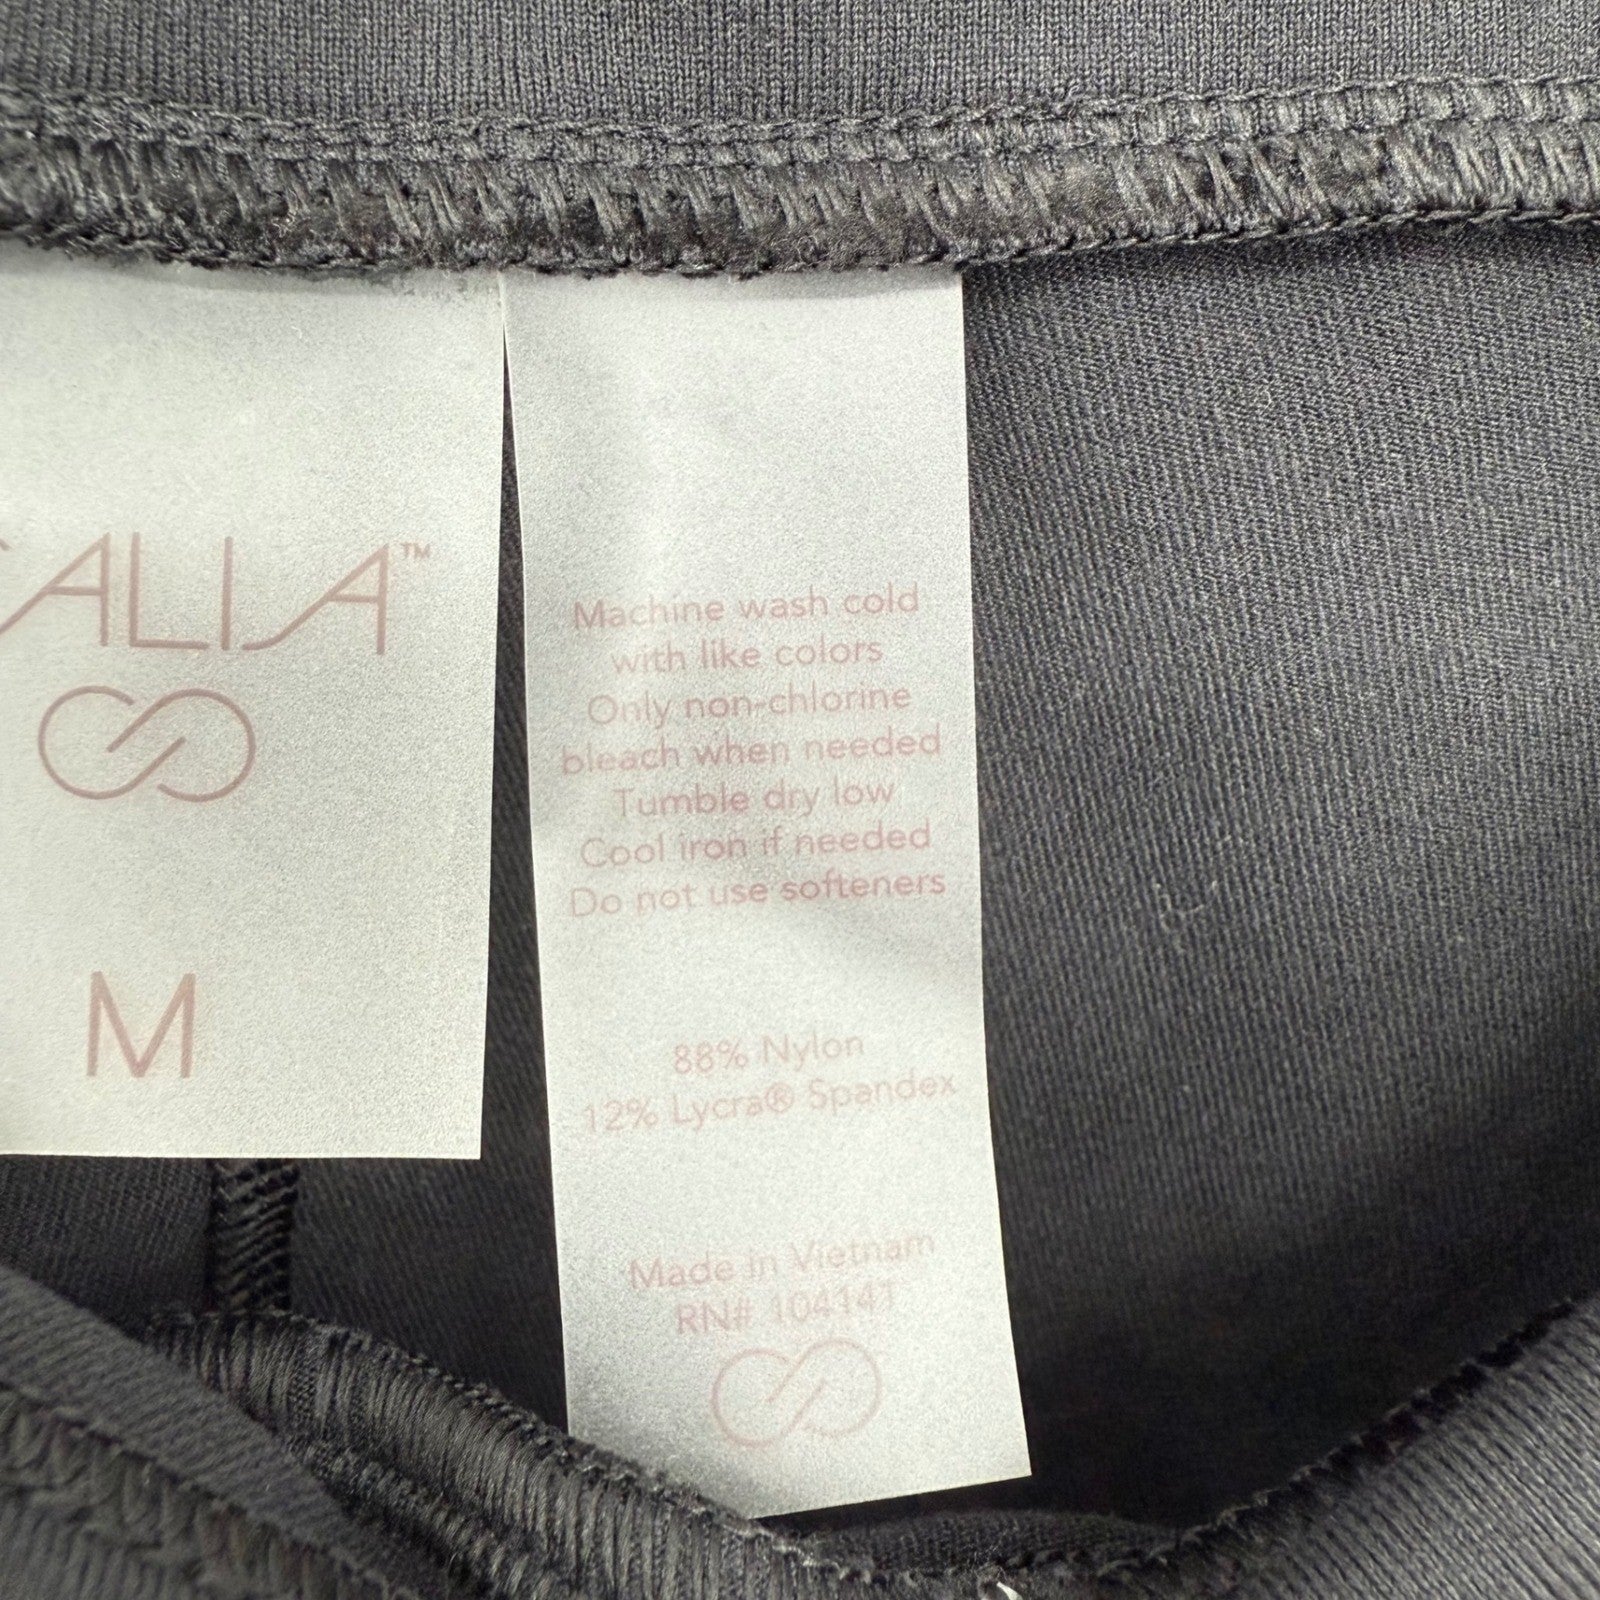 CALIA™
M
Machine wash cold
with like colors
Only non-chlorine
bleach when needed
Tumble dry low
Cool iron if needed
Do not use softeners
88% Nylon
12% Lycra® Spandex
Made in Vietnam
RN# 104141